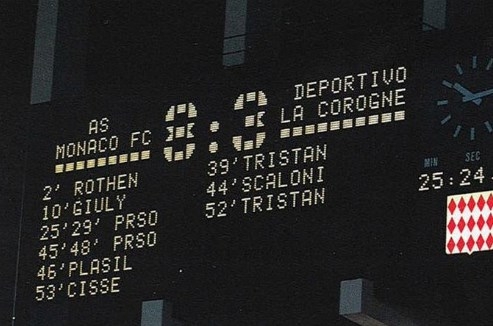 AS
MONACO FC
8:3
DEPORTIVO
LA COROGNE
2' ROTHEN
10'GIULY
25'29' PRSO
45'48' PRSO
46'PLASIL
53'CISSE
39'TRISTAN
44'SCALONI
52'TRISTAN
MIN SEC
25:24